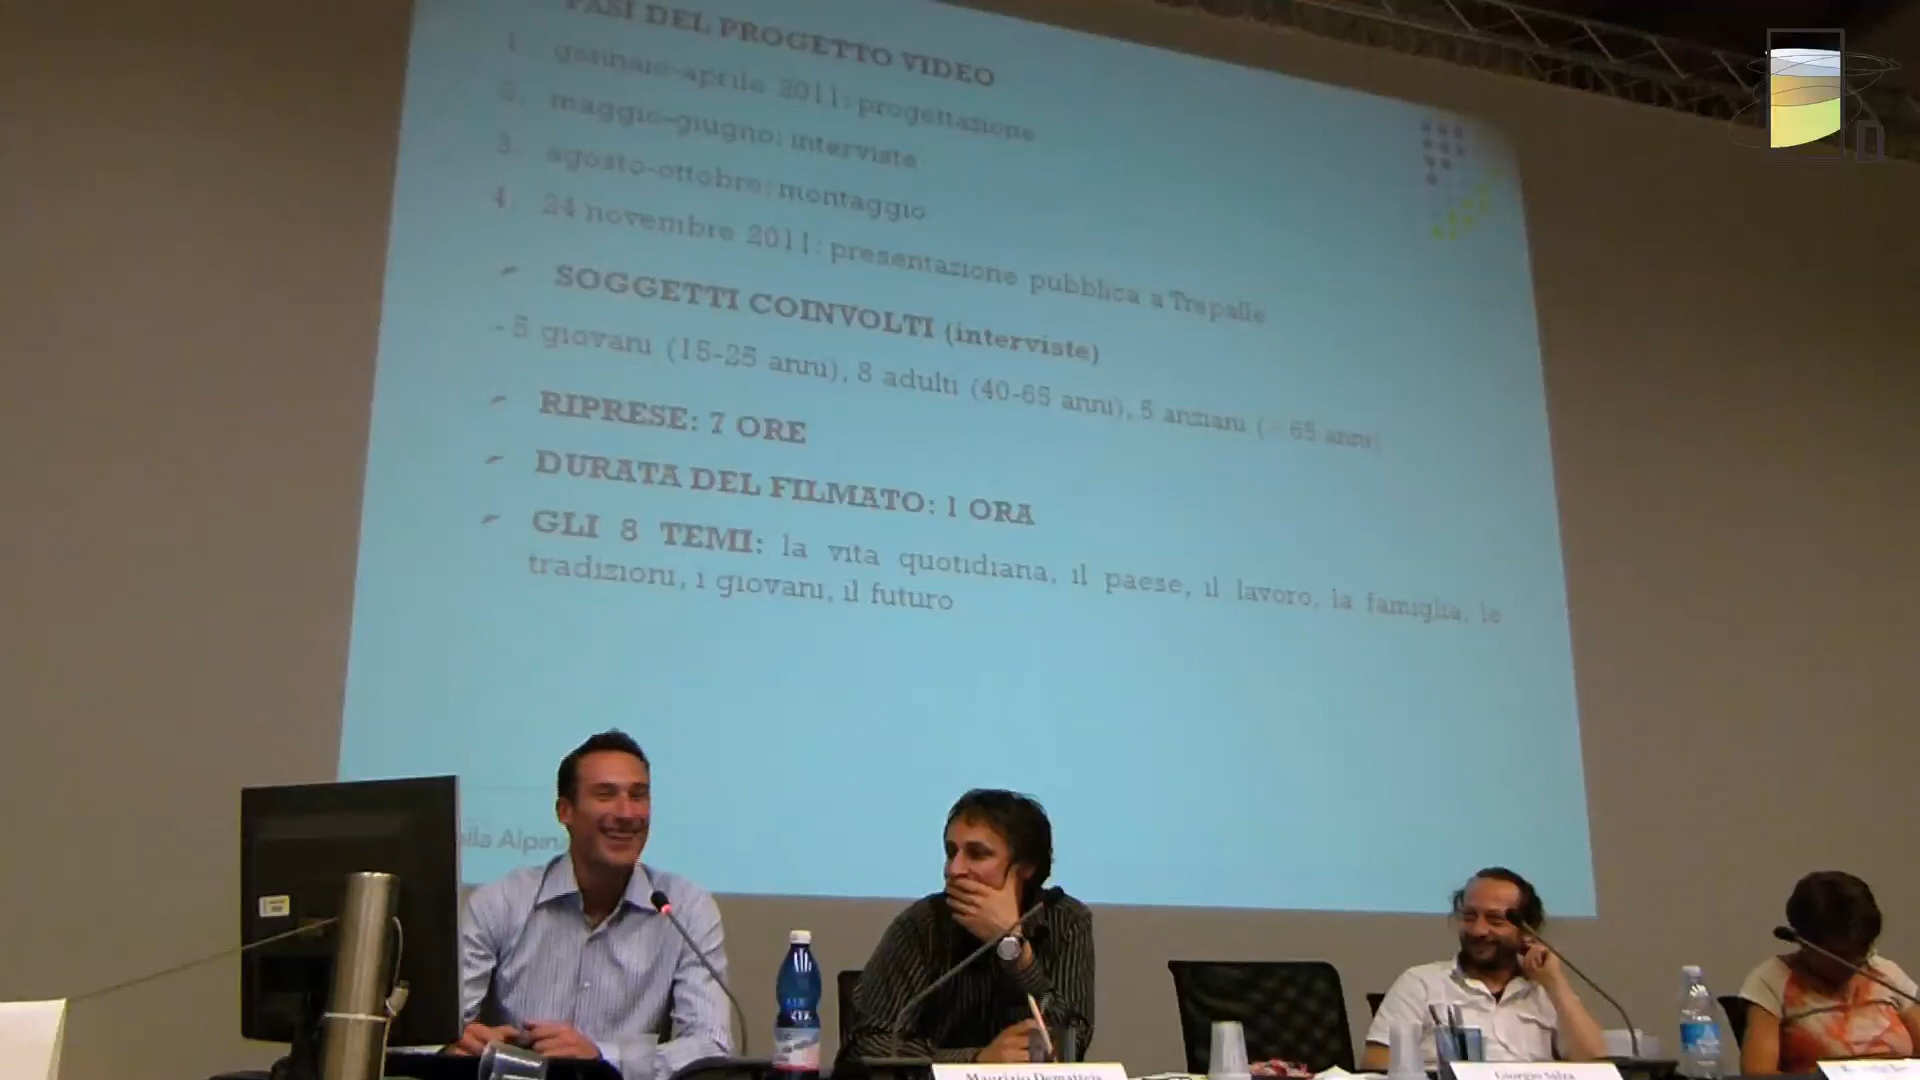 FASI DEL PROGETTO VIDEO
1. gennaio-aprile 2011: progettazione
2. maggio-giugno: interviste
3. agosto-ottobre: montaggio
4. 24 novembre 2011: presentazione pubblica a Trepalle
SOGGETTI COINVOLTI (interviste)
- 5 giovani (15-25 anni), 8 adulti (40-65 anni), 5 anziani ( 65 anni)
RIPRESE: 7 ORE
DURATA DEL FILMATO: 1 ORA
GLI 8 TEMI: la vita quotidiana, il paese, il lavoro, la famiglia, le
tradizioni, i giovani, il futuro
Alpin
Maurizio Dematteis
Giorgio Salza